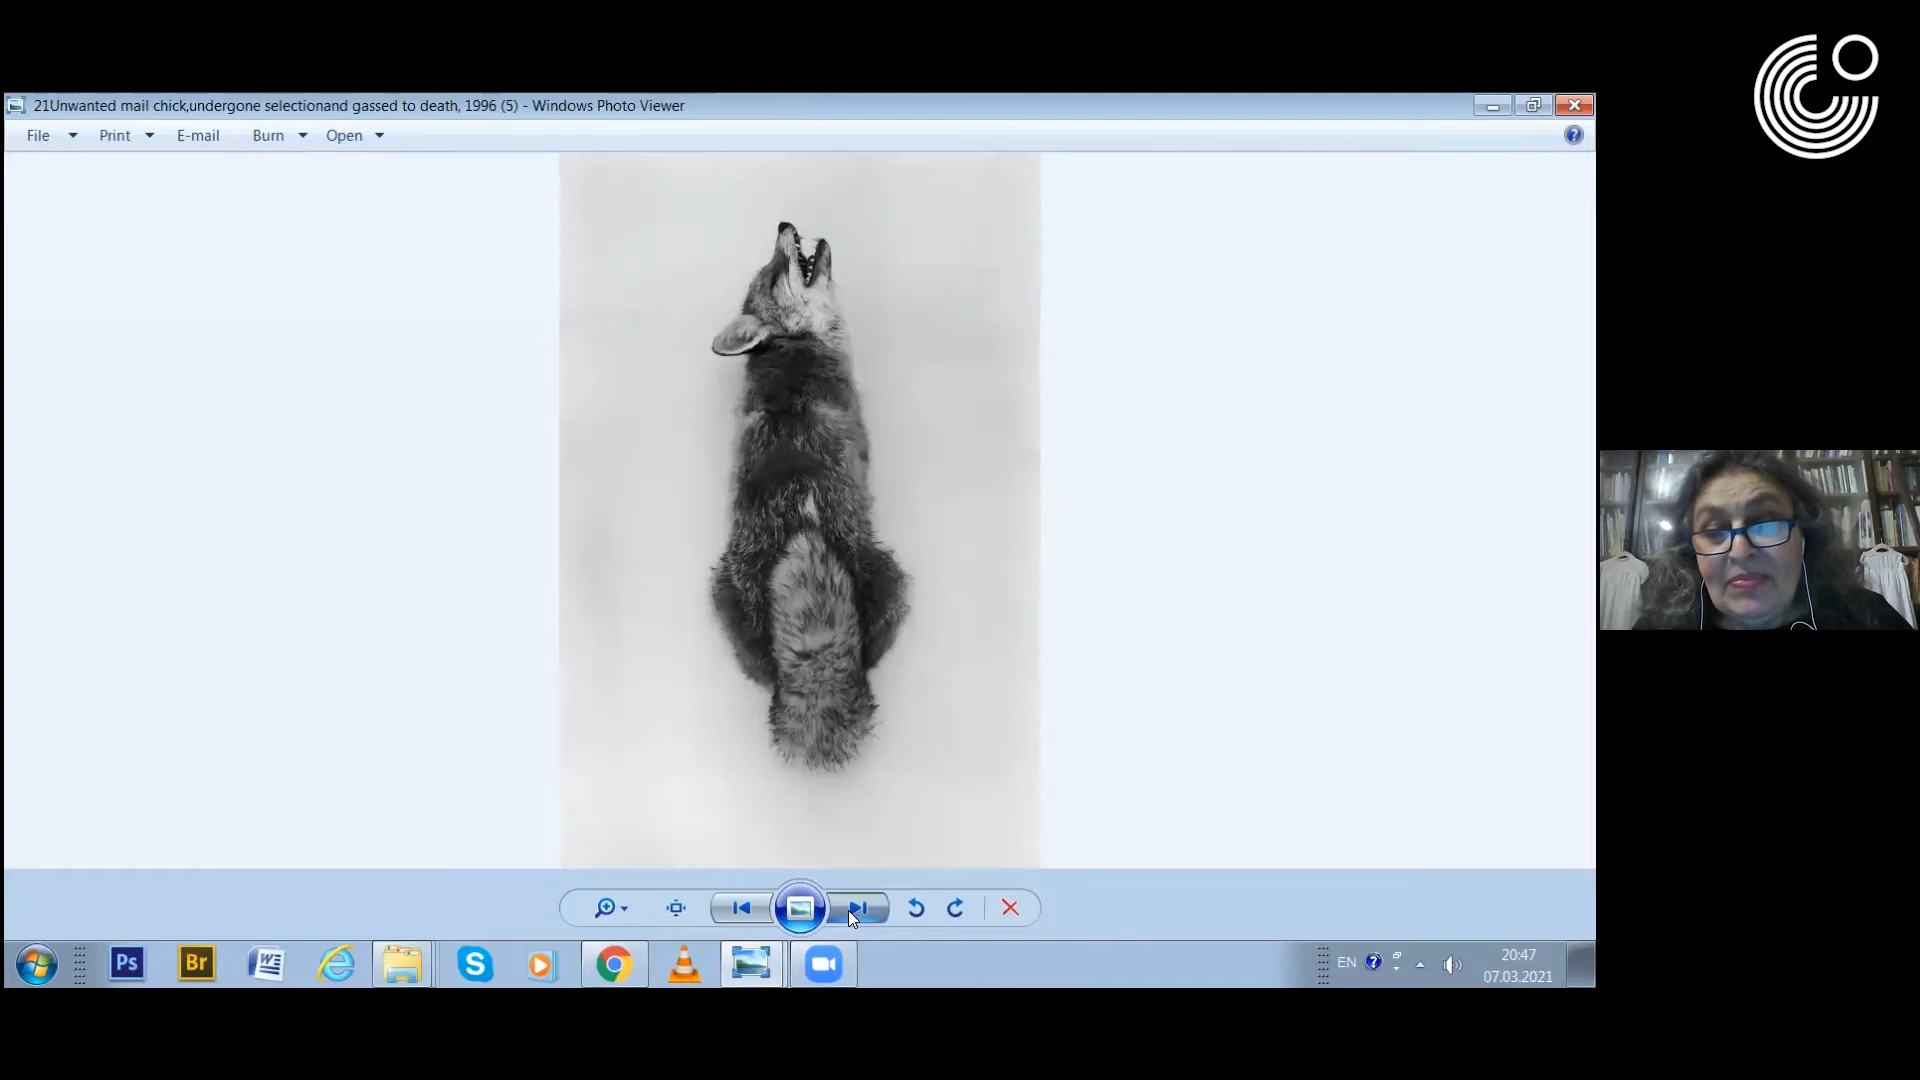 21Unwanted mail chick,undergone selectionand gassed to death, 1996 (5) - Windows Photo Viewer
File Print E-mail Burn Open
Ps Br W S EN 20:47
07.03.2021